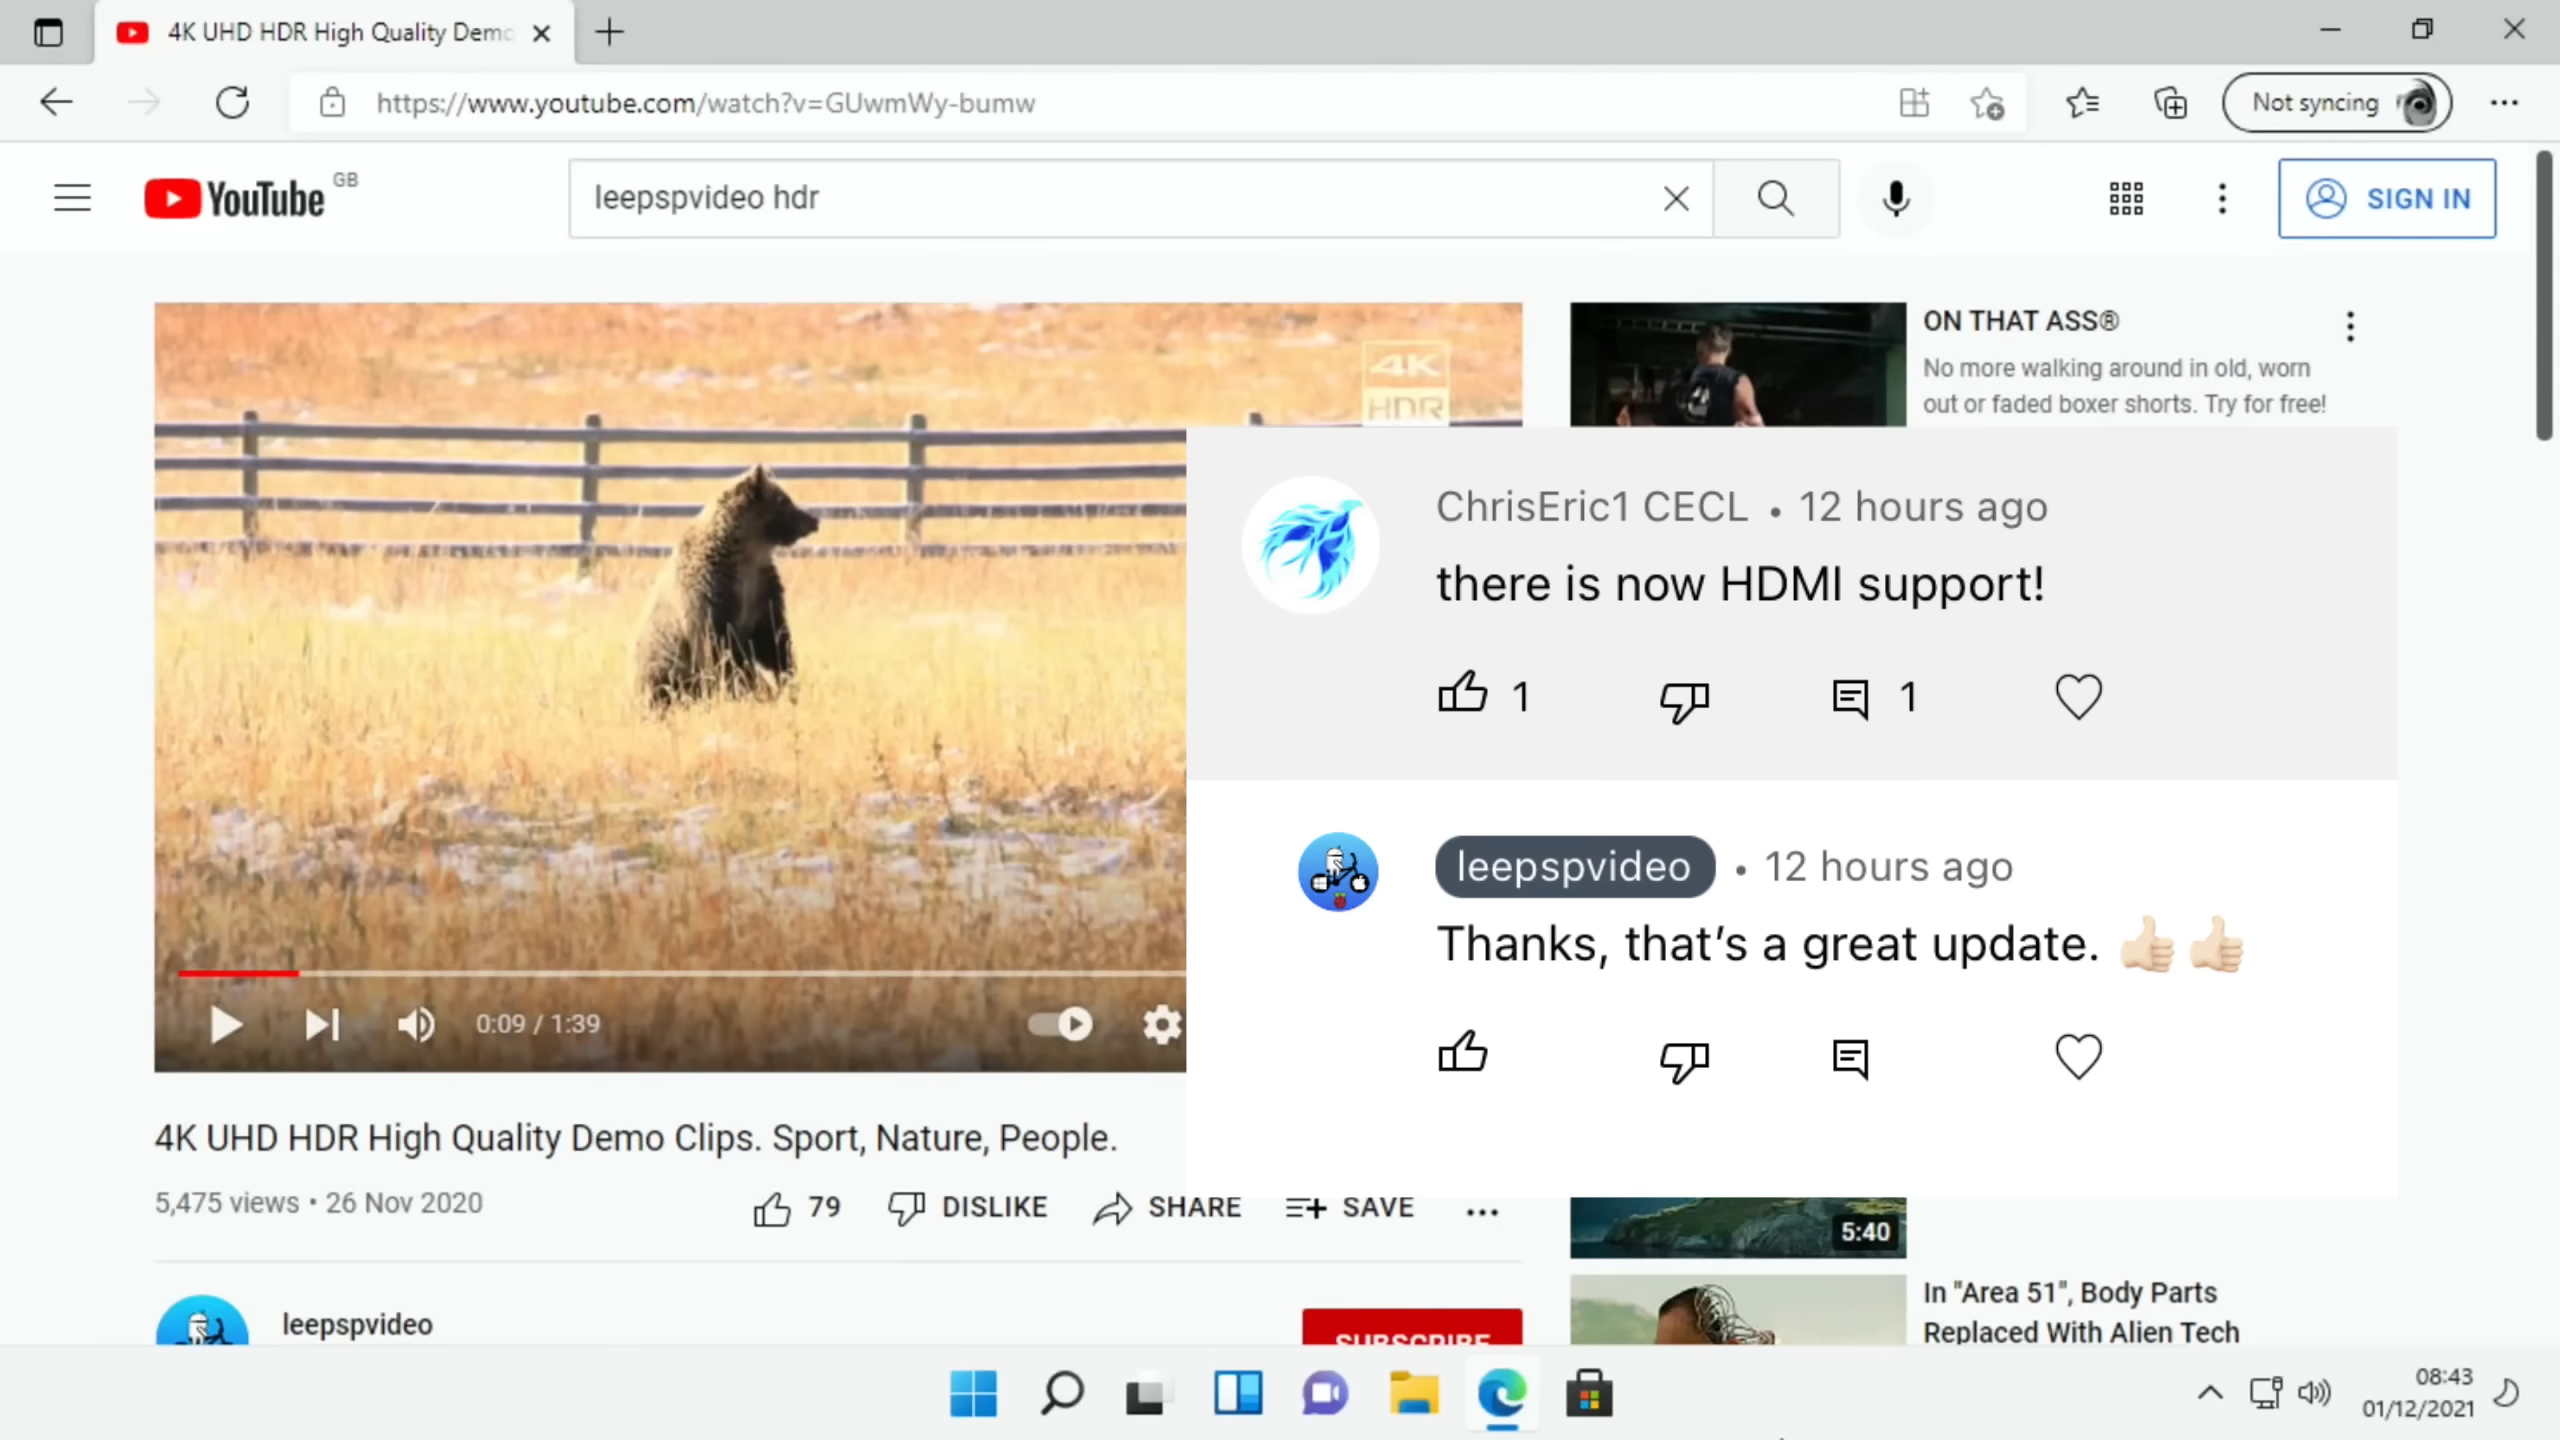 4K UHD HDR High Quality Demo
https://www.youtube.com/watch?v=GUwmWy-bumw
Not syncing
YouTube GB
leepspvideo hdr
SIGN IN
4K
HDR
ON THAT ASS®
No more walking around in old, worn
out or faded boxer shorts. Try for free!
ChrisEric1 CECL • 12 hours ago
there is now HDMI support!
1
1
leepspvideo • 12 hours ago
Thanks, that’s a great update. 👍🏻👍🏻
0:09 / 1:39
4K UHD HDR High Quality Demo Clips. Sport, Nature, People.
5,475 views • 26 Nov 2020
79
DISLIKE
SHARE
SAVE
5:40
leepspvideo
SUBSCRIBE
In "Area 51", Body Parts
Replaced With Alien Tech
08:43
01/12/2021